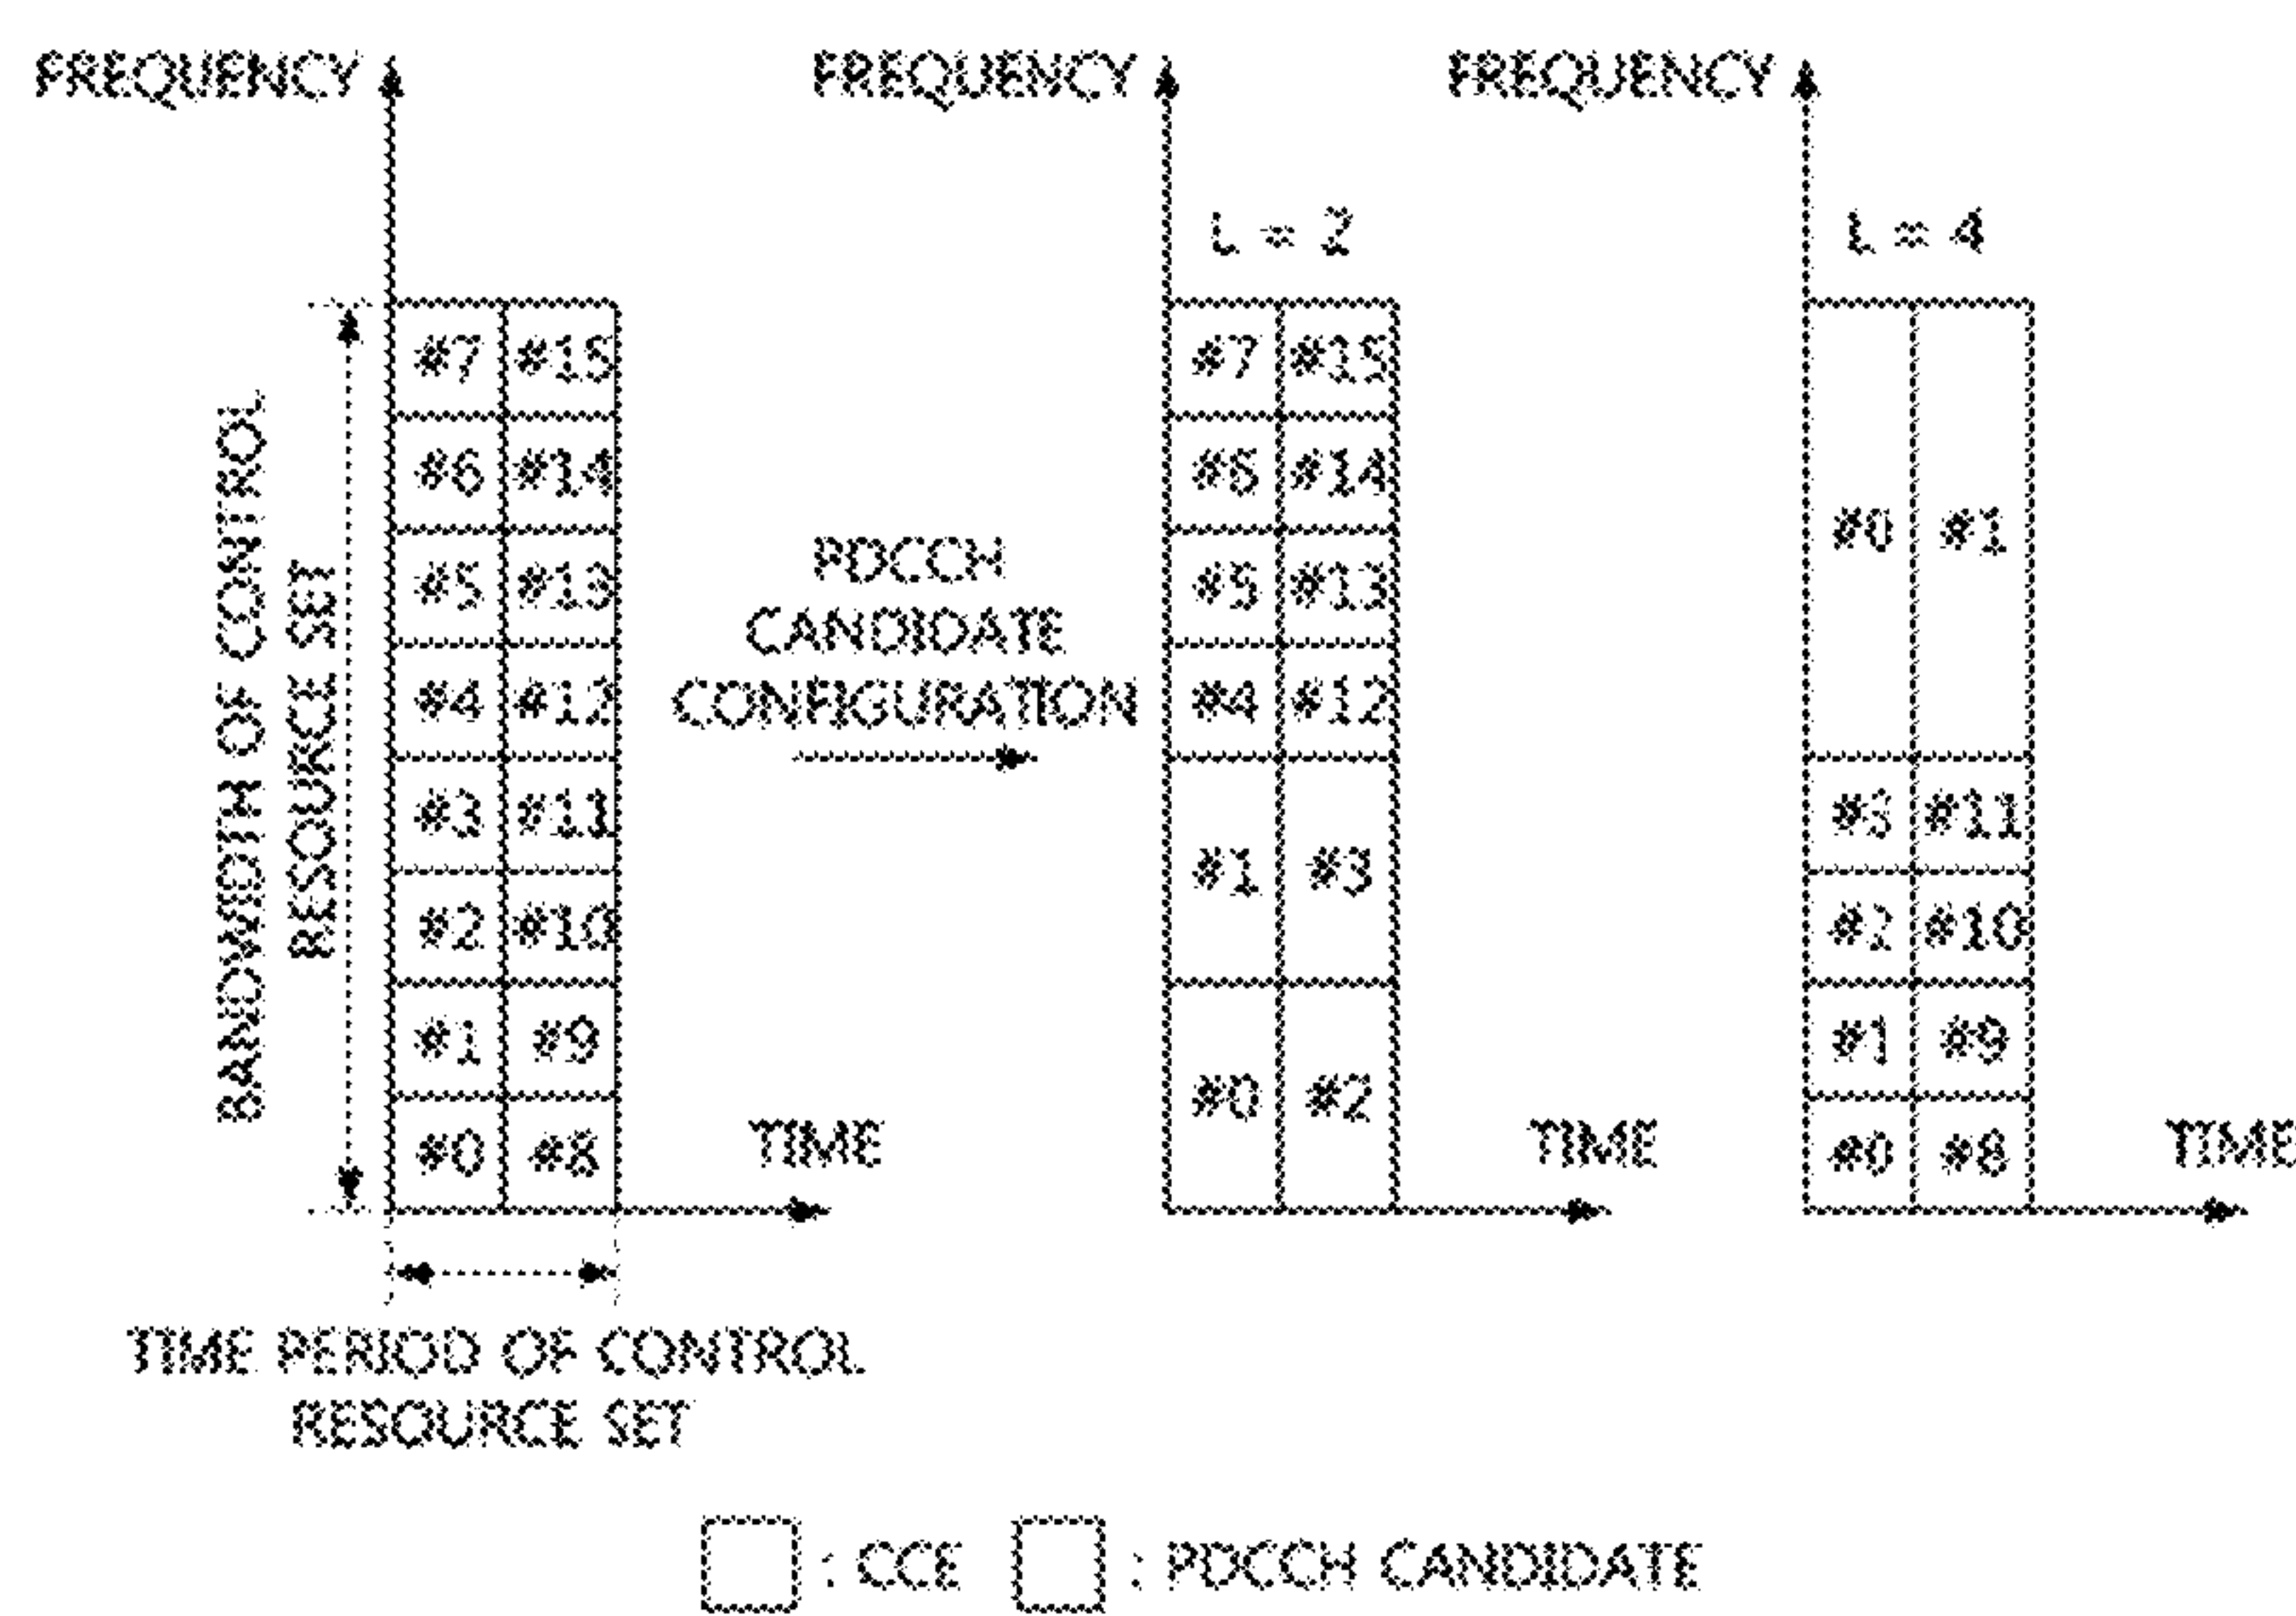 FREQUENCY
FREQUENCY
FREQUENCY
L = 2
L = 4
BANDWIDTH OF CONTROL
RESOURCE SET
#7 #15
#6 #14
#5 #13
#4 #12
#3 #11
#2 #10
#1 #9
#0 #8
TIME
TIME PERIOD OF CONTROL
RESOURCE SET
PDCCH
CANDIDATE
CONFIGURATION
#7 #15
#6 #14
#5 #13
#4 #12
#1 #3
#0 #2
TIME
#0 #1
#3 #11
#2 #10
#1 #9
#0 #8
TIME
: CCE
: PDCCH CANDIDATE